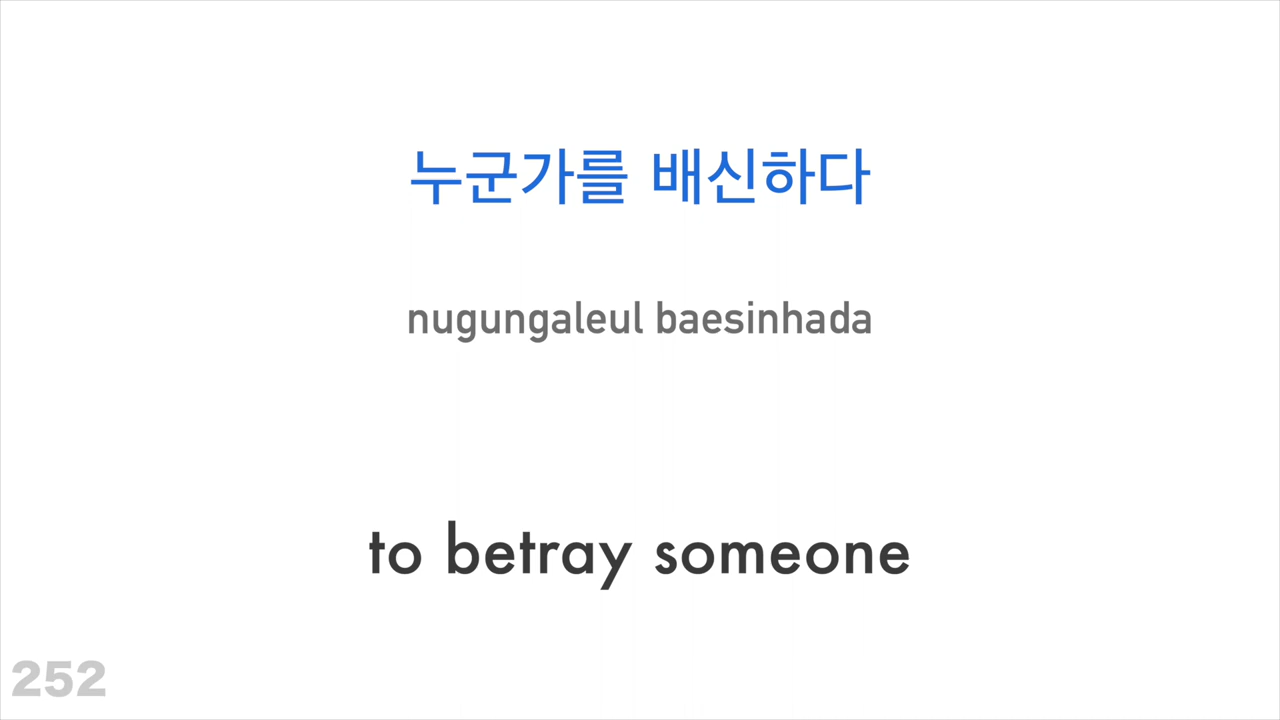 누군가를 배신하다
nugungaleul baesinhada
to betray someone
252